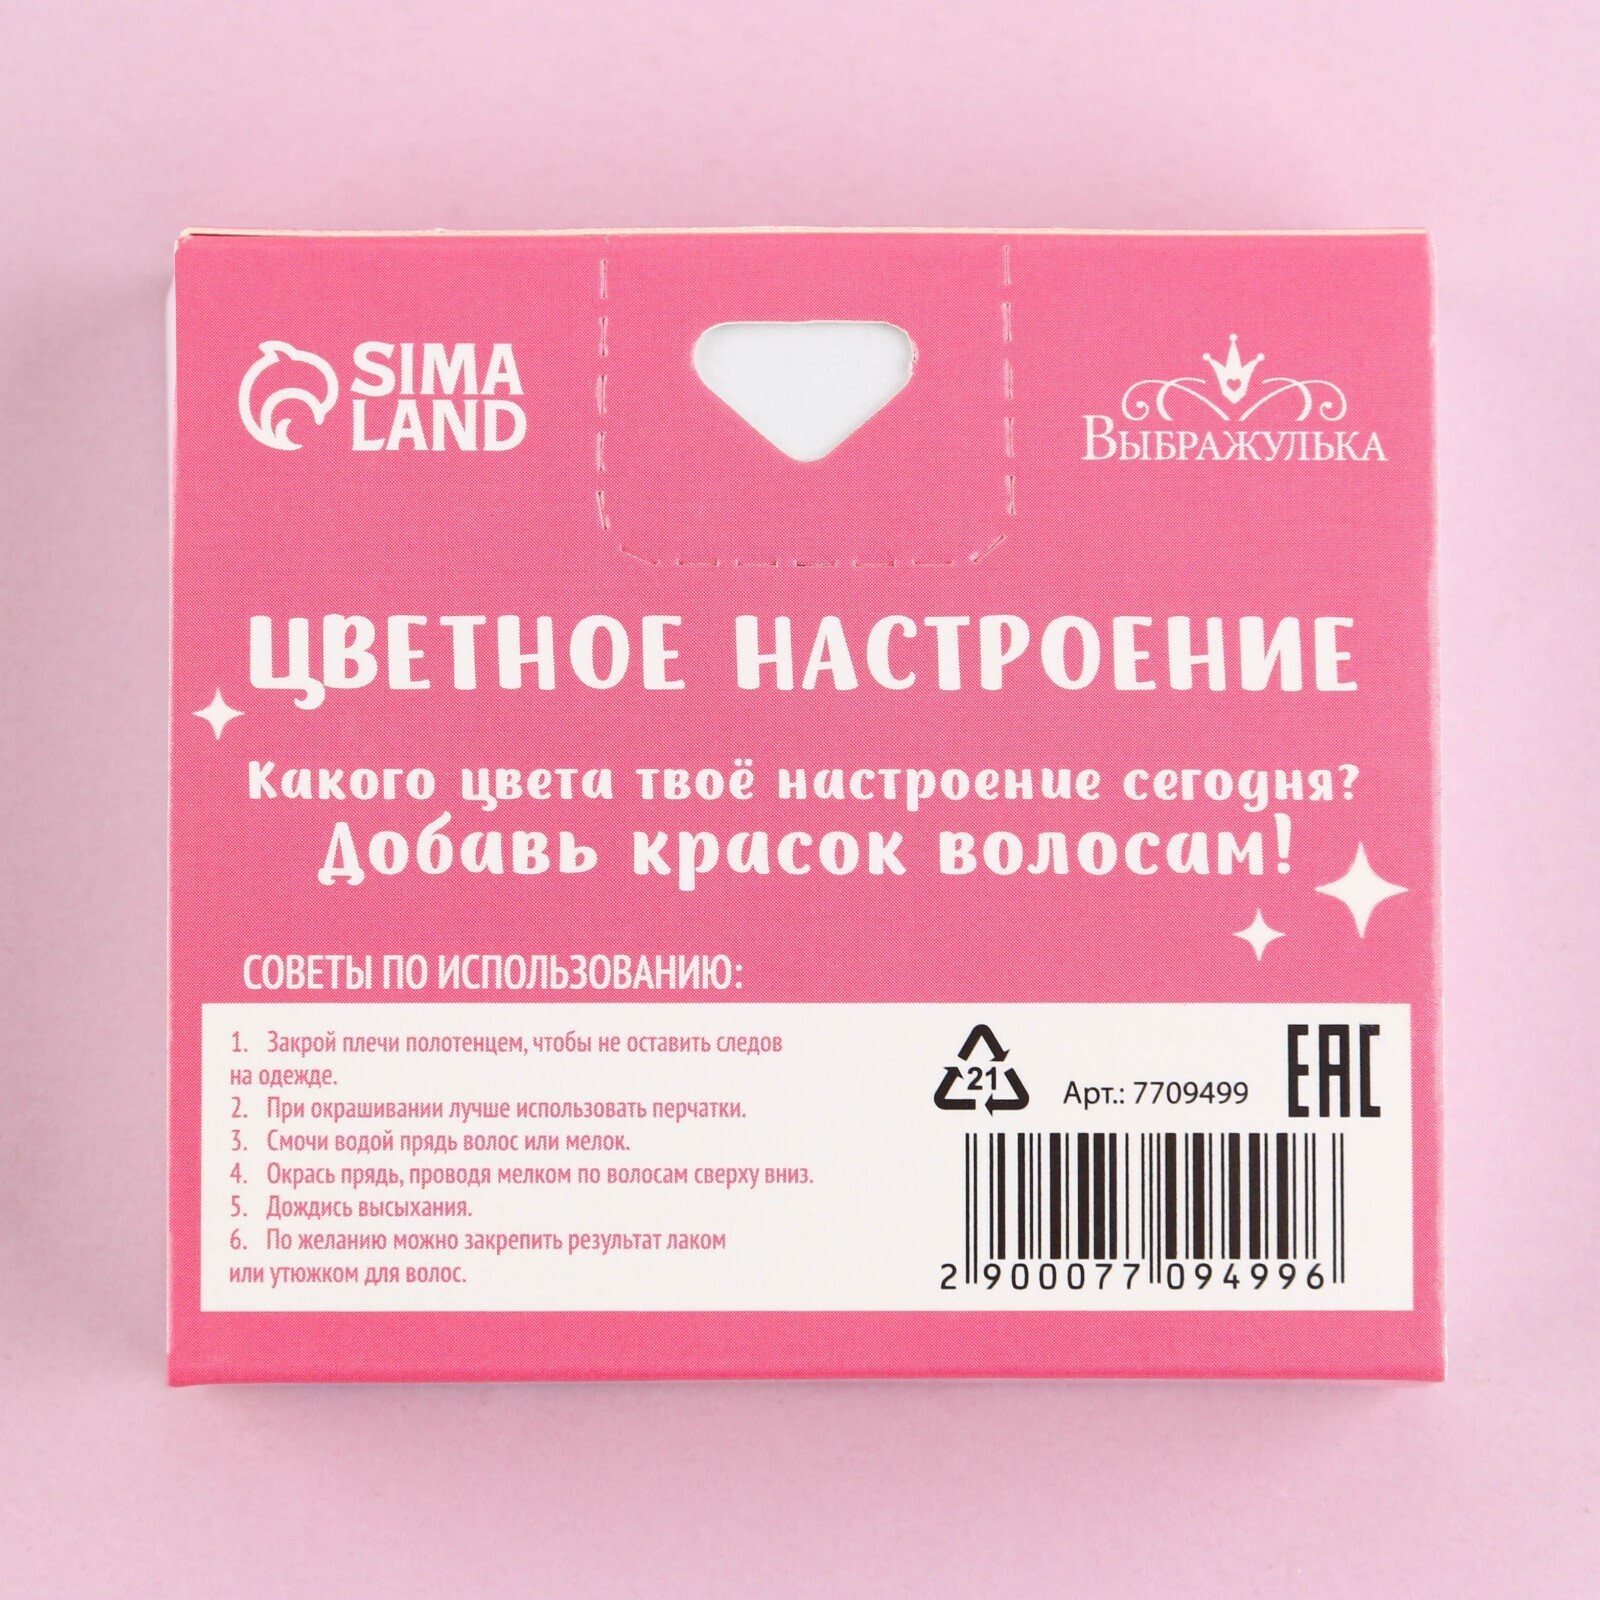 SIMA
LAND
ВЫБРАЖУЛЬКА
ЦВЕТНОЕ НАСТРОЕНИЕ
Какого цвета твоё настроение сегодня?
Добавь красок волосам!
СОВЕТЫ ПО ИСПОЛЬЗОВАНИЮ:
1. Закрой плечи полотенцем, чтобы не оставить следов
на одежде.
2. При окрашивании лучше использовать перчатки.
3. Смочи водой прядь волос или мелок.
4. Окрась прядь, проводя мелком по волосам сверху вниз.
5. Дождись высыхания.
6. По желанию можно закрепить результат лаком
или утюжком для волос.
21
Арт.: 7709499
EAC
2 900077 094996